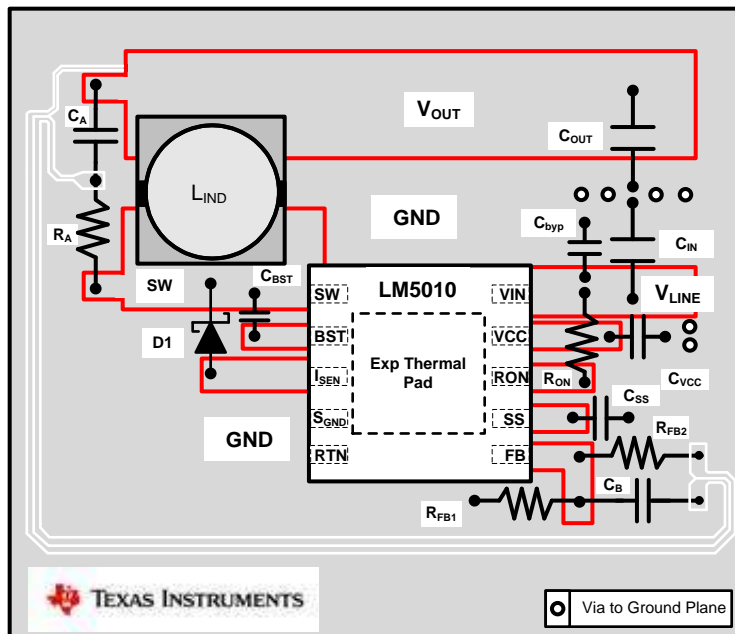 V_OUT
C_A
C_OUT
L_IND
GND
C_byp
C_IN
R_A
SW
C_BST
V_LINE
SW
LM5010
VIN
D1
BST
VCC
Exp Thermal
Pad
I_SEN
RON
R_ON
C_VCC
C_SS
S_GND
SS
R_FB2
GND
RTN
FB
C_B
R_FB1
TEXAS INSTRUMENTS
Via to Ground Plane